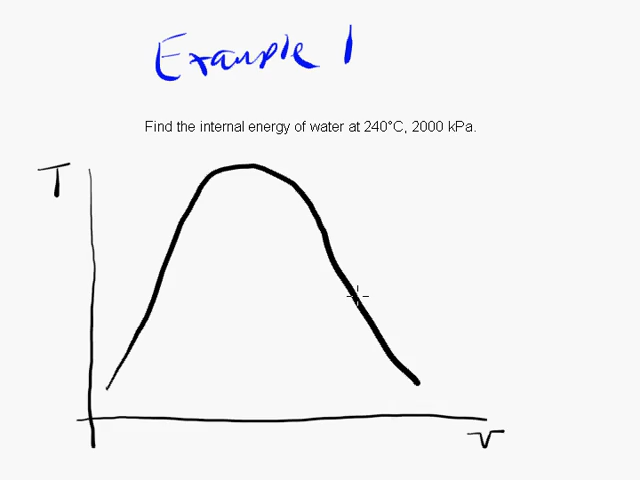 Example 1
Find the internal energy of water at 240°C, 2000 kPa.
T
v